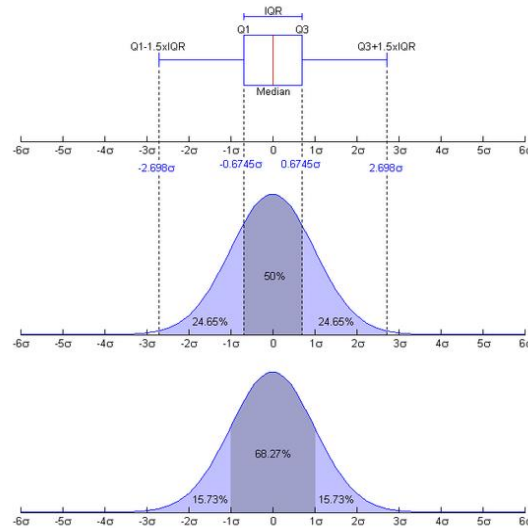 IQR
Q1 Q3
Q1-1.5xIQR Q3+1.5xIQR
Median
-6σ -5σ -4σ -3σ -2σ -1σ 0 1σ 2σ 3σ 4σ 5σ 6σ
-2.698σ -0.6745σ 0.6745σ 2.698σ
50%
24.65% 24.65%
-6σ -5σ -4σ -3σ -2σ -1σ 0 1σ 2σ 3σ 4σ 5σ 6σ
68.27%
15.73% 15.73%
-6σ -5σ -4σ -3σ -2σ -1σ 0 1σ 2σ 3σ 4σ 5σ 6σ